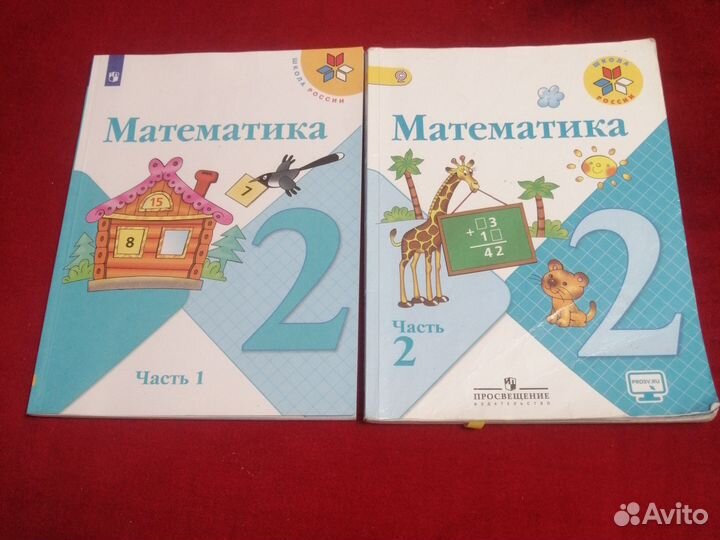 ШКОЛА РОССИИ
Математика
15
7
8
2
Часть 1
ШКОЛА
РОССИИ
Математика
3
+ 1
42
2
Часть
2
ПРОСВЕЩЕНИЕ
ИЗДАТЕЛЬСТВО
PROSV.RU
Avito